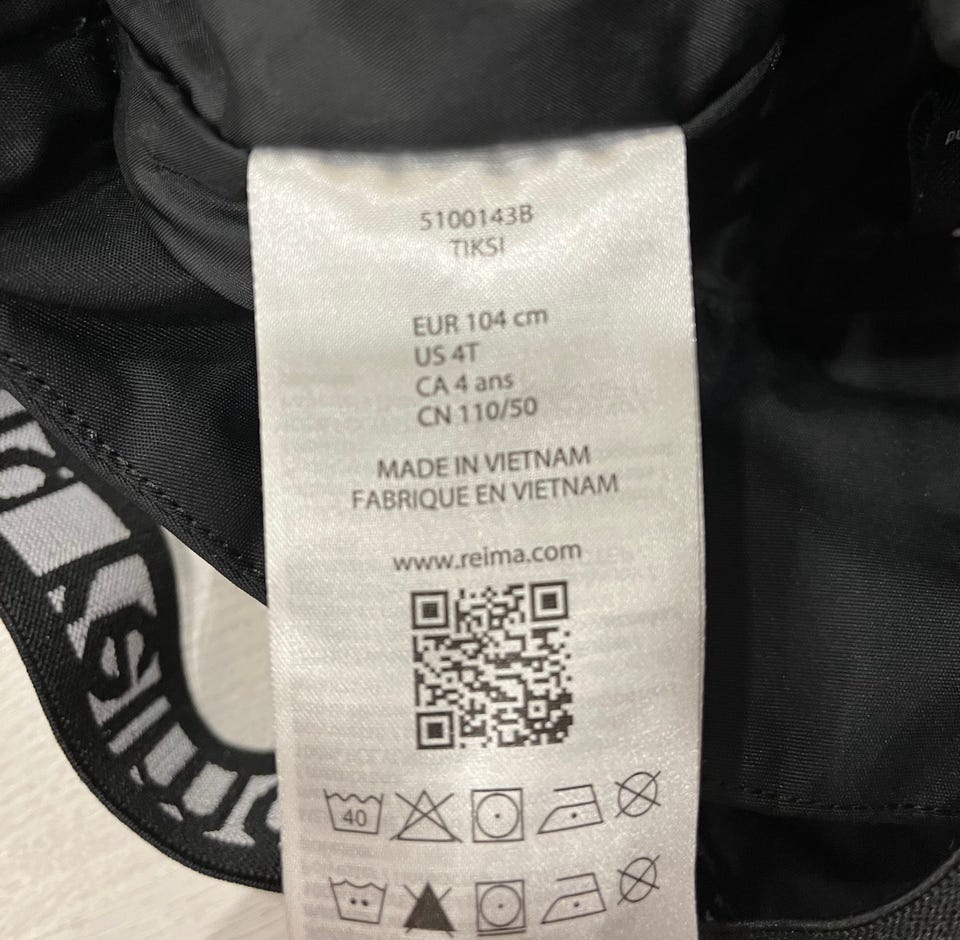 5100143B
TIKSI
EUR 104 cm
US 4T
CA 4 ans
CN 110/50
MADE IN VIETNAM
FABRIQUE EN VIETNAM
www.reima.com
40